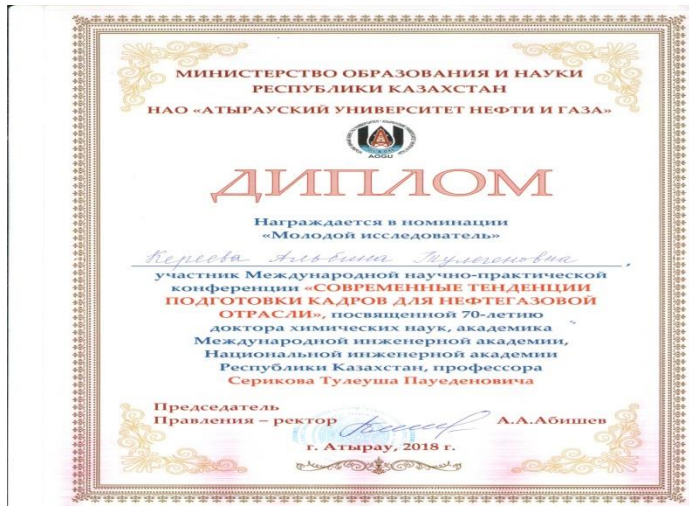 МИНИСТЕРСТВО ОБРАЗОВАНИЯ И НАУКИ
РЕСПУБЛИКИ КАЗАХСТАН
НАО «АТЫРАУСКИЙ УНИВЕРСИТЕТ НЕФТИ И ГАЗА»
AOGU
ДИПЛОМ
Награждается в номинации
«Молодой исследователь»
Кереева Альбина Тулегеновна,
участник Международной научно-практической
конференции «СОВРЕМЕННЫЕ ТЕНДЕНЦИИ
ПОДГОТОВКИ КАДРОВ ДЛЯ НЕФТЕГАЗОВОЙ
ОТРАСЛИ», посвященной 70-летию
доктора химических наук, академика
Международной инженерной академии,
Национальной инженерной академии
Республики Казахстан, профессора
Серикова Тулеуша Пауеденовича
Председатель
Правления – ректор А.А.Абишев
г. Атырау, 2018 г.